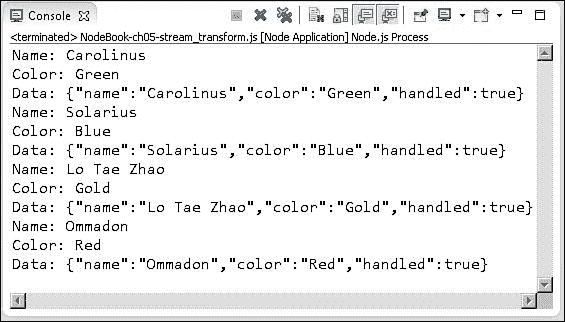 Console
<terminated> NodeBook-ch05-stream_transform.js [Node Application] Node.js Process
Name: Carolinus
Color: Green
Data: {"name":"Carolinus","color":"Green","handled":true}
Name: Solarius
Color: Blue
Data: {"name":"Solarius","color":"Blue","handled":true}
Name: Lo Tae Zhao
Color: Gold
Data: {"name":"Lo Tae Zhao","color":"Gold","handled":true}
Name: Ommadon
Color: Red
Data: {"name":"Ommadon","color":"Red","handled":true}